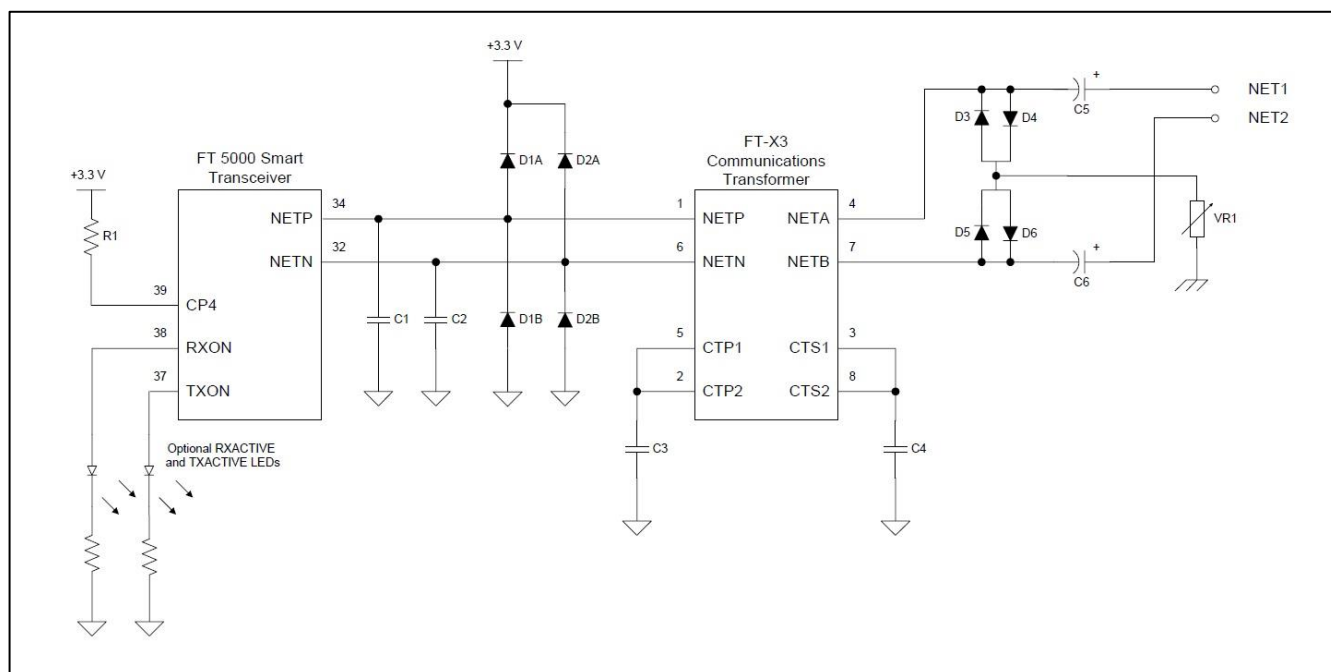 +3.3 V
NET1
NET2
C5
+
D3
D4
FT-X3
Communications
Transformer
FT 5000 Smart
Transceiver
D1A
D2A
+3.3 V
R1
34
NETP
32
NETN
1
NETP
6
NETN
NETA
4
NETB
7
D5
D6
VR1
+
C6
39
CP4
38
RXON
37
TXON
C1
C2
D1B
D2B
5
CTP1
2
CTP2
CTS1
3
CTS2
8
Optional RXACTIVE
and TXACTIVE LEDs
C3
C4